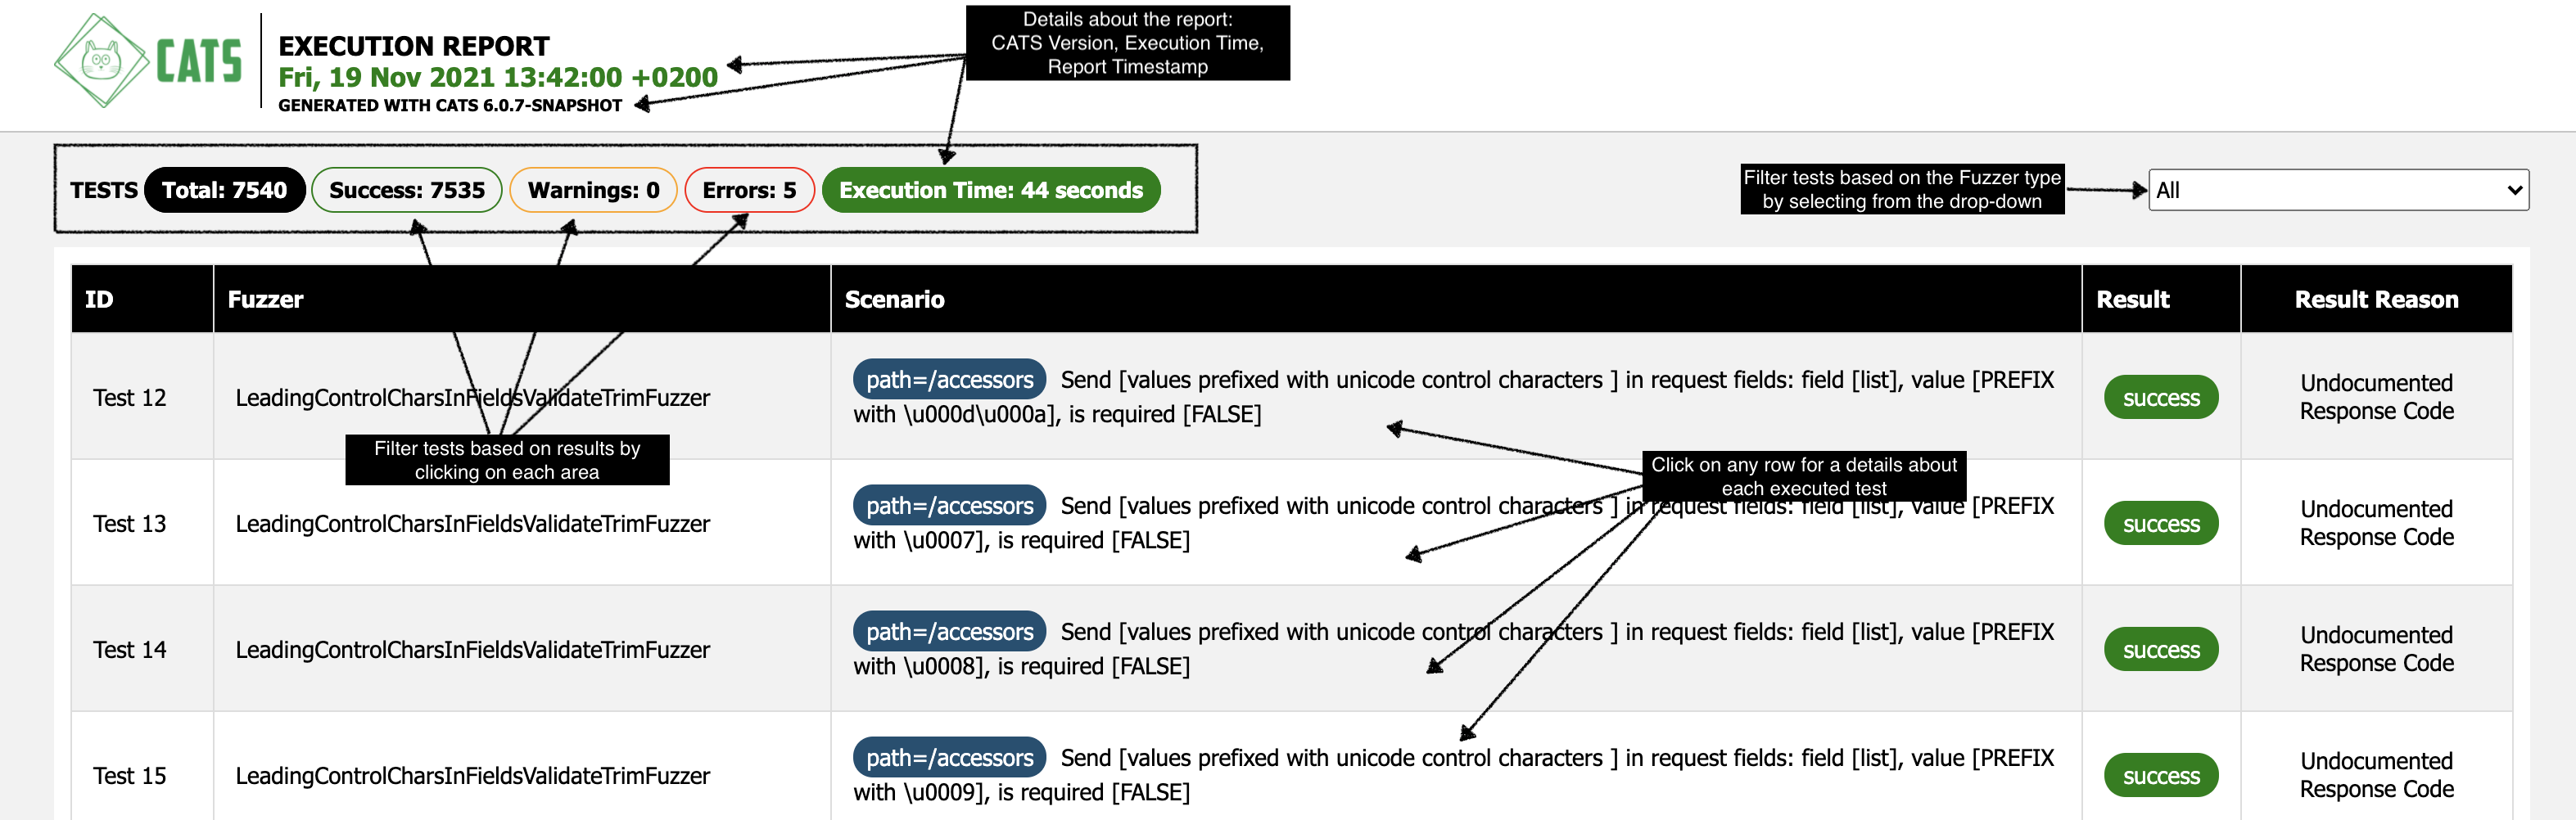 Details about the report:
CATS Version, Execution Time,
Report Timestamp
CATS
EXECUTION REPORT
Fri, 19 Nov 2021 13:42:00 +0200
GENERATED WITH CATS 6.0.7-SNAPSHOT
TESTS Total: 7540 Success: 7535 Warnings: 0 Errors: 5 Execution Time: 44 seconds
Filter tests based on the Fuzzer type
by selecting from the drop-down
All
ID Fuzzer Scenario Result Result Reason
Test 12 LeadingControlCharsInFieldsValidateTrimFuzzer
path=/accessors Send [values prefixed with unicode control characters ] in request fields: field [list], value [PREFIX
with \u000d\u000a], is required [FALSE]
success
Undocumented
Response Code
Filter tests based on results by
clicking on each area
Click on any row for a details about
each executed test
Test 13 LeadingControlCharsInFieldsValidateTrimFuzzer
path=/accessors Send [values prefixed with unicode control characters ] in request fields: field [list], value [PREFIX
with \u0007], is required [FALSE]
success
Undocumented
Response Code
Test 14 LeadingControlCharsInFieldsValidateTrimFuzzer
path=/accessors Send [values prefixed with unicode control characters ] in request fields: field [list], value [PREFIX
with \u0008], is required [FALSE]
success
Undocumented
Response Code
Test 15 LeadingControlCharsInFieldsValidateTrimFuzzer
path=/accessors Send [values prefixed with unicode control characters ] in request fields: field [list], value [PREFIX
with \u0009], is required [FALSE]
success
Undocumented
Response Code